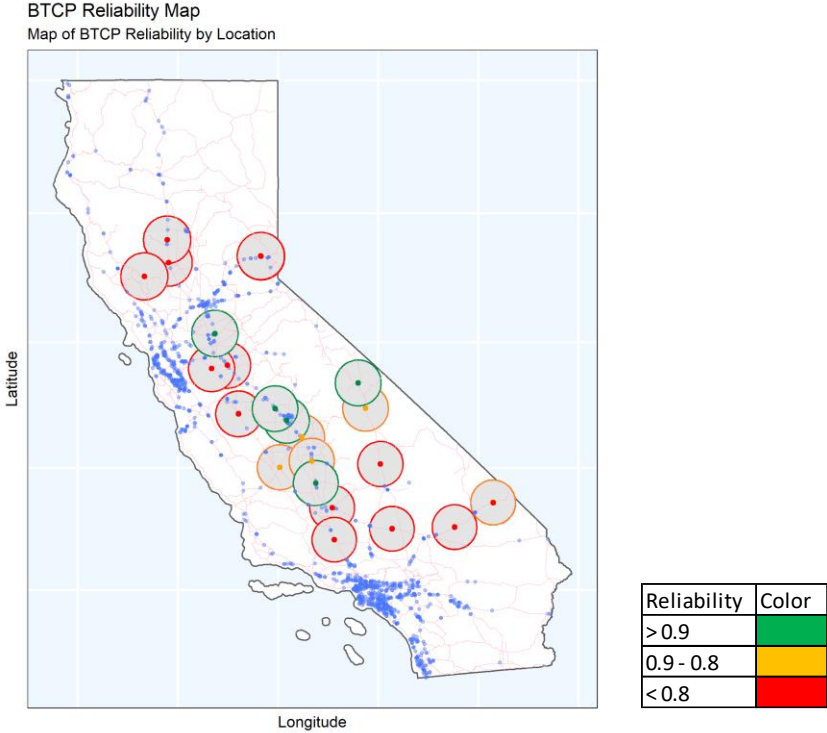 BTCP Reliability Map
Map of BTCP Reliability by Location
Latitude
Longitude
Reliability Color
> 0.9
0.9 - 0.8
< 0.8